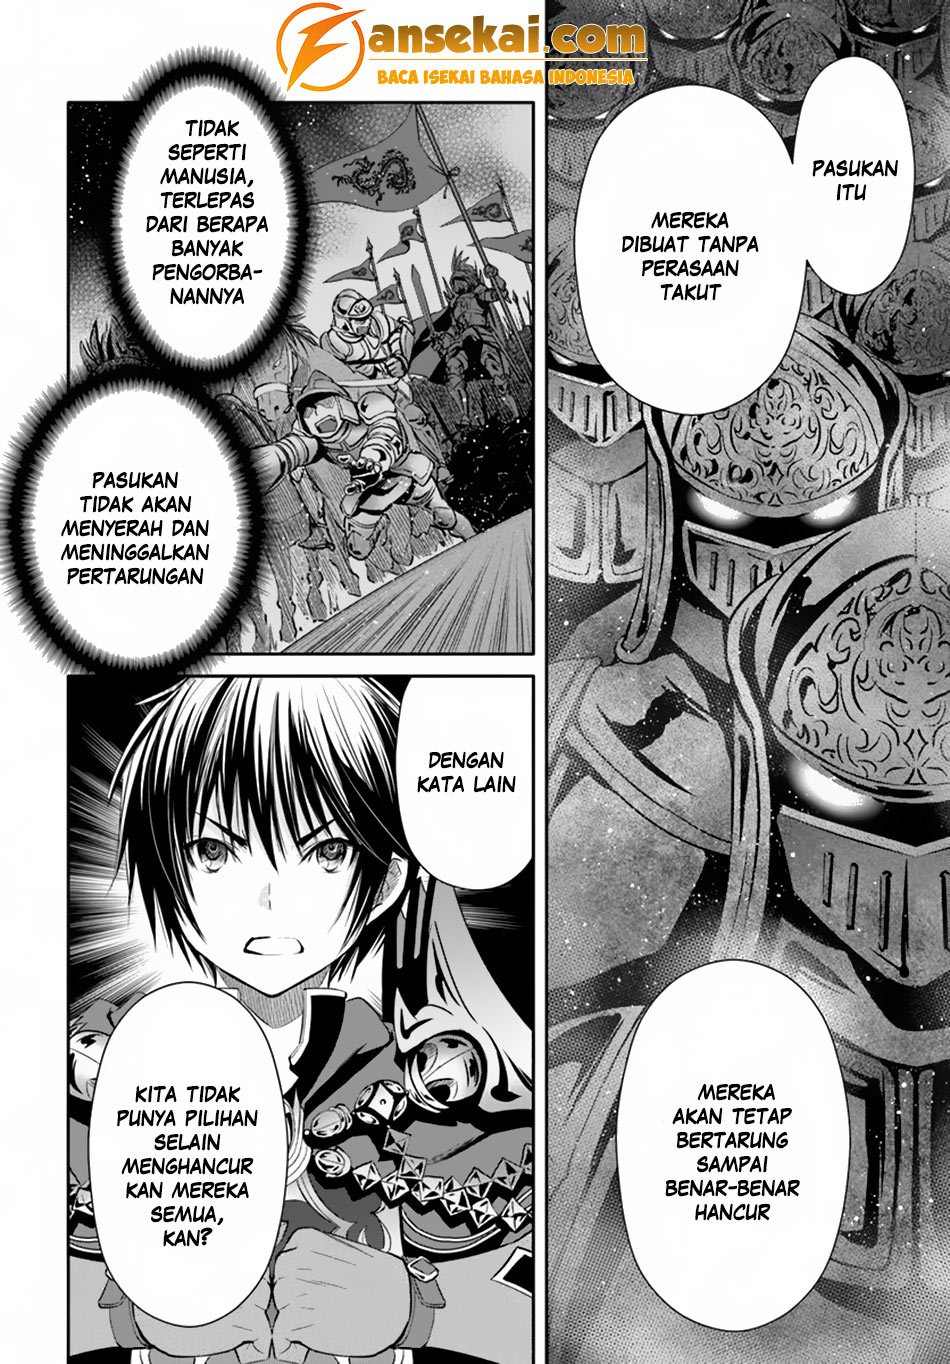 ansekai.com
BACA ISEKAI BAHASA INDONESIA
PASUKAN
ITU
MEREKA
DIBUAT TANPA
PERASAAN
TAKUT
MEREKA
AKAN TETAP
BERTARUNG
SAMPAI
BENAR-BENAR
HANCUR
TIDAK
SEPERTI
MANUSIA,
TERLEPAS
DARI BERAPA
BANYAK
PENGORBA-
NANNYA
PASUKAN
TIDAK AKAN
MENYERAH DAN
MENINGGALKAN
PERTARUNGAN
DENGAN
KATA LAIN
KITA TIDAK
PUNYA PILIHAN
SELAIN
MENGHANCUR
KAN MEREKA
SEMUA,
KAN?